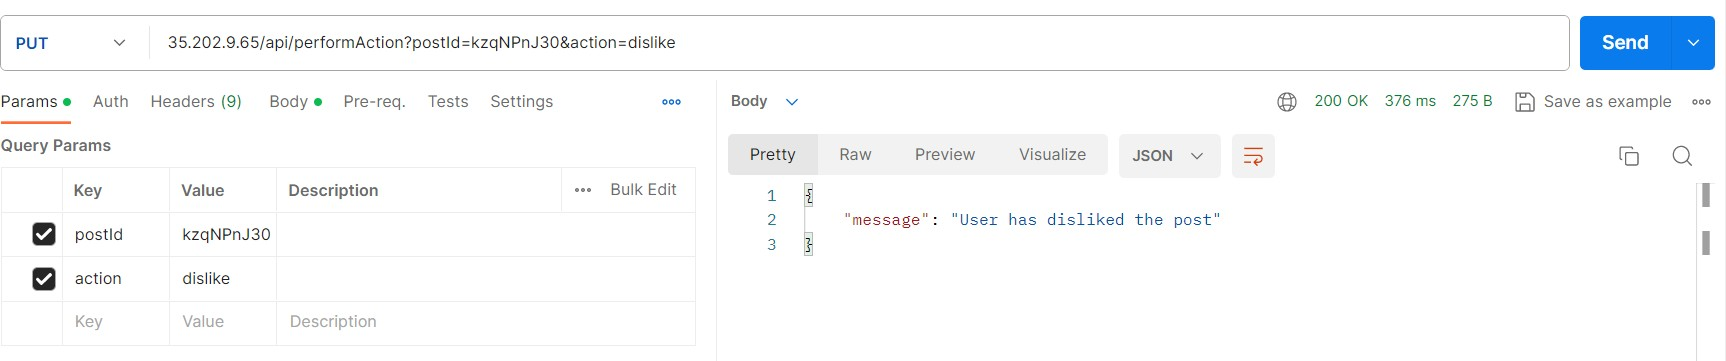 PUT 35.202.9.65/api/performAction?postId=kzqNPnJ30&action=dislike Send
Params Auth Headers (9) Body Pre-req. Tests Settings
Query Params
Key Value Description Bulk Edit
postId kzqNPnJ30
action dislike
Key Value Description
Body 200 OK 376 ms 275 B Save as example
Pretty Raw Preview Visualize JSON
1 {
2 "message": "User has disliked the post"
3 }